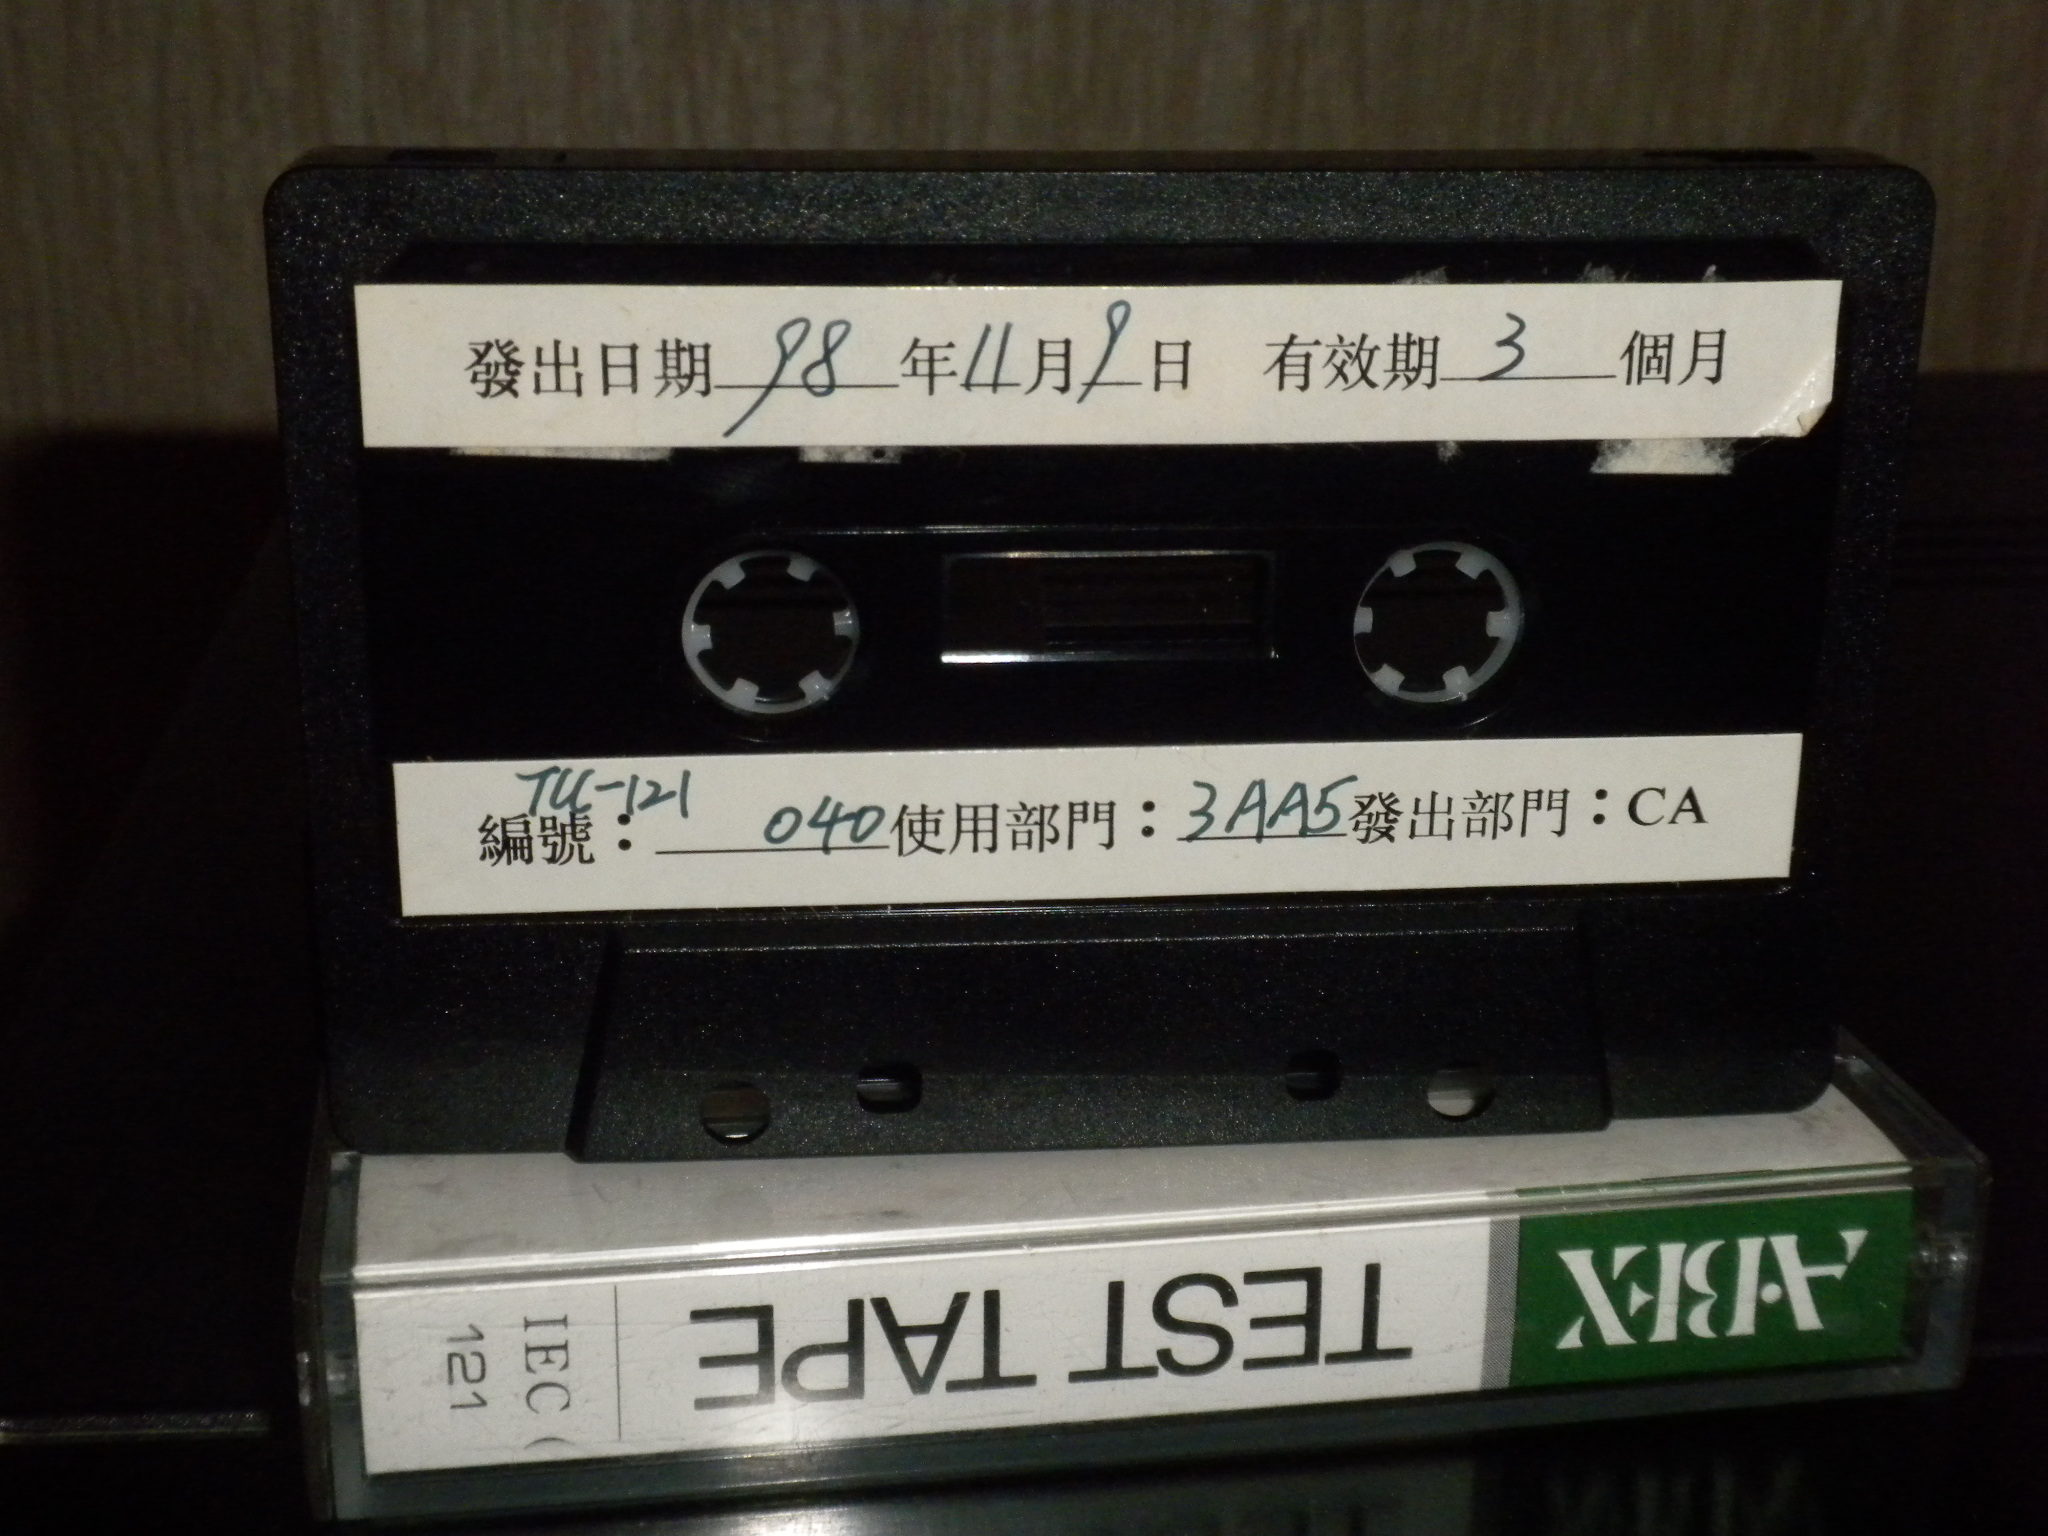 發出日期 98 年 11 月 9 日 有效期 3 個月
TCC-121
編號： 040 使用部門： 3AA5 發出部門：CA
ABEX
TEST TAPE
IEC (
121